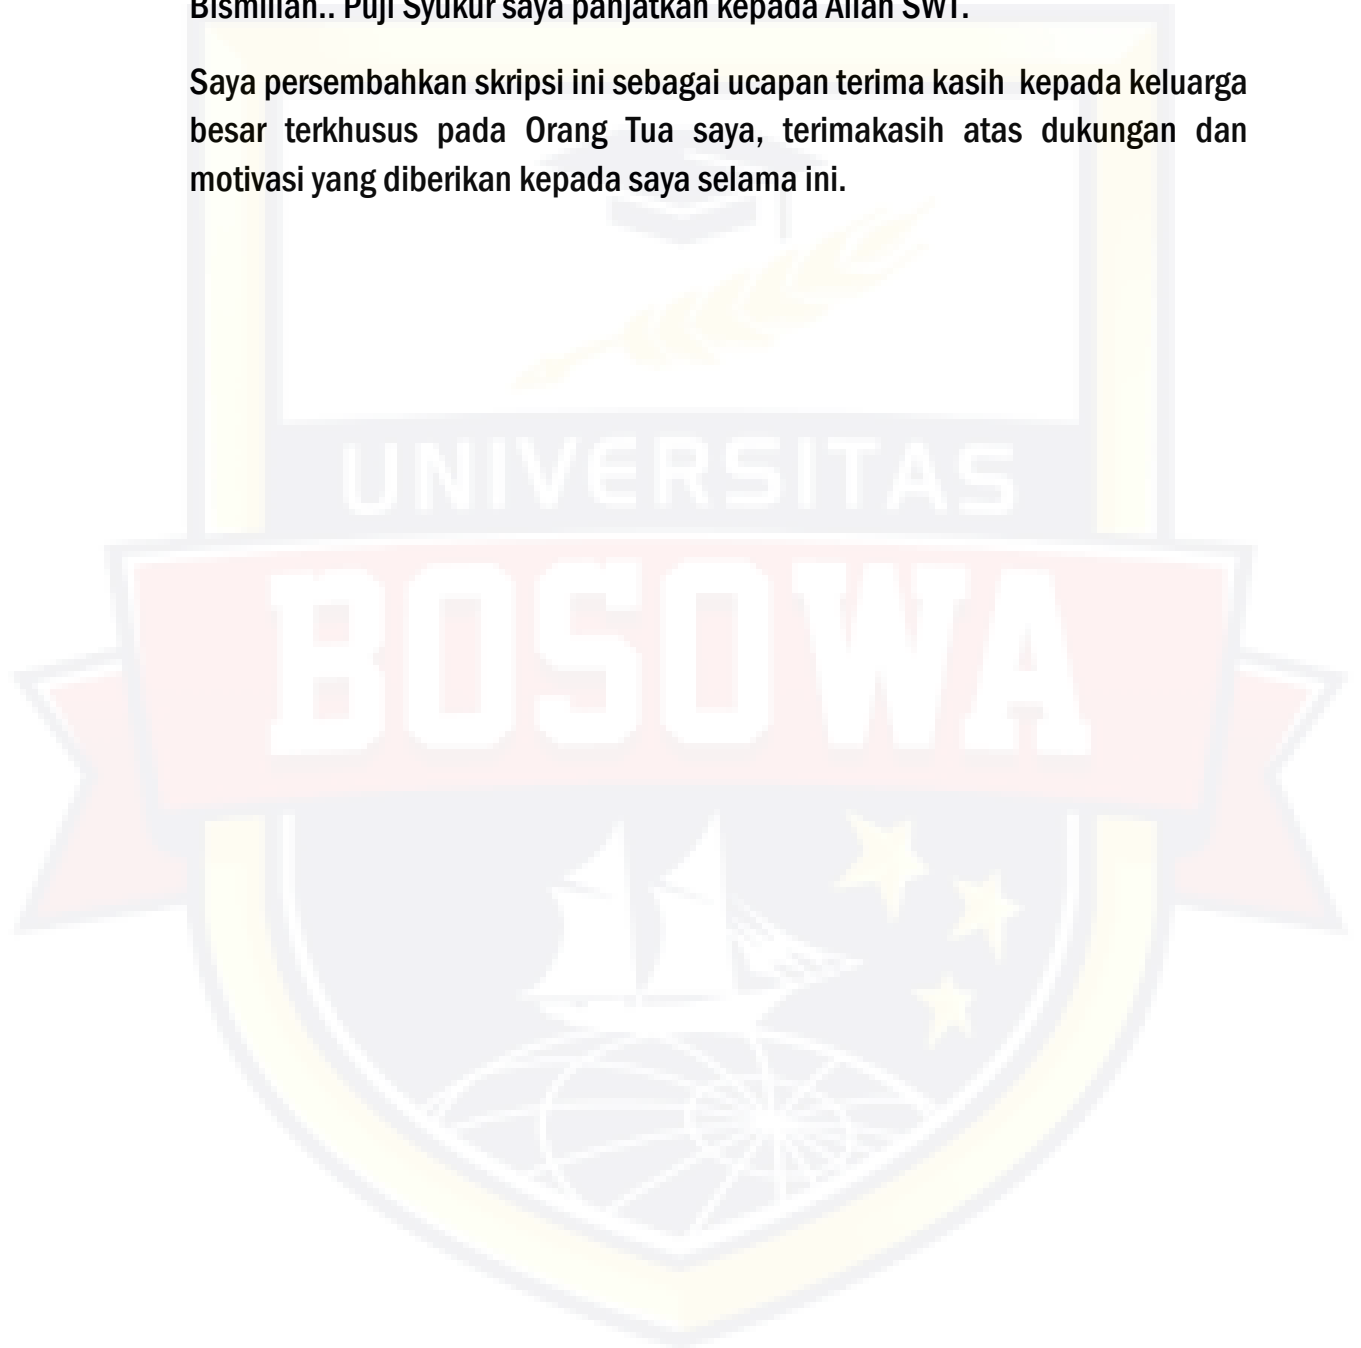 Bismillah.. Puji Syukur saya panjatkan kepada Allah SWT.
Saya persembahkan skripsi ini sebagai ucapan terima kasih  kepada keluarga
besar terkhusus pada Orang Tua saya, terimakasih atas dukungan dan
motivasi yang diberikan kepada saya selama ini.
UNIVERSITAS
BOSOWA